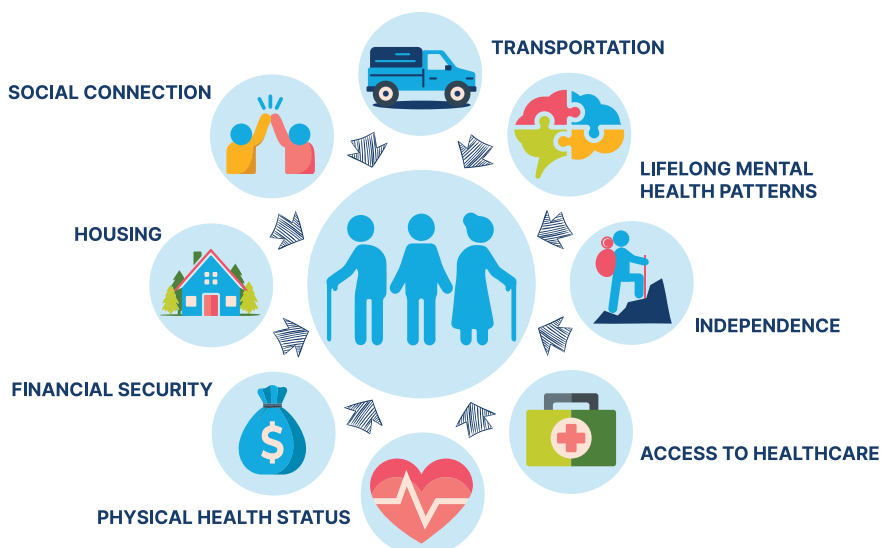 TRANSPORTATION
SOCIAL CONNECTION
LIFELONG MENTAL
HEALTH PATTERNS
HOUSING
INDEPENDENCE
FINANCIAL SECURITY
$
ACCESS TO HEALTHCARE
PHYSICAL HEALTH STATUS